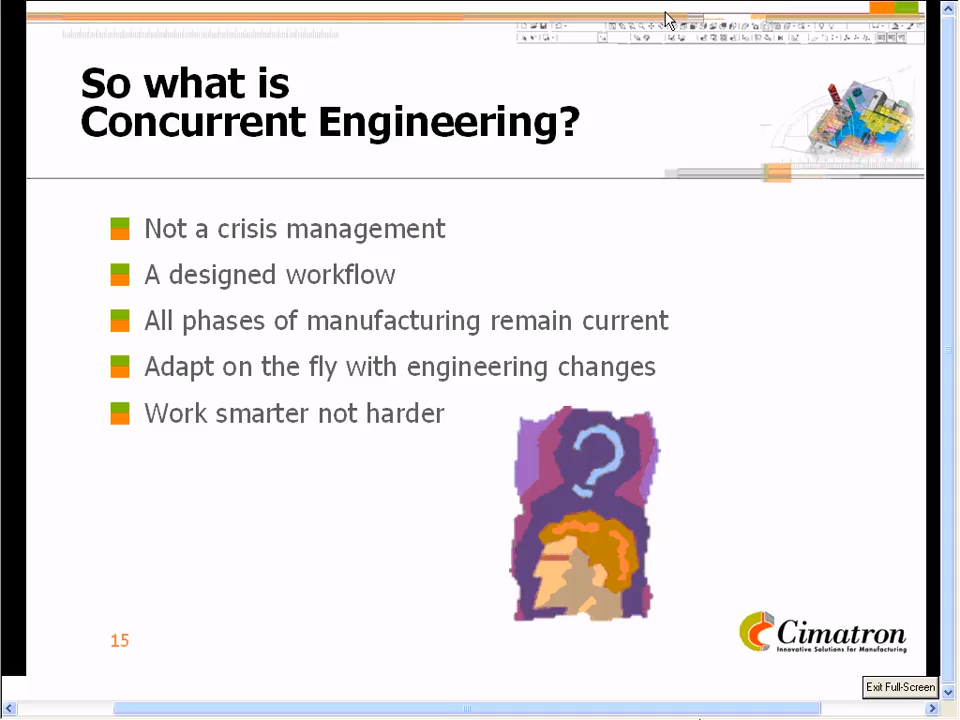 So what is
Concurrent Engineering?
Not a crisis management
A designed workflow
All phases of manufacturing remain current
Adapt on the fly with engineering changes
Work smarter not harder
?
15
Cimatron
Innovative Solutions for Manufacturing
Exit Full-Screen